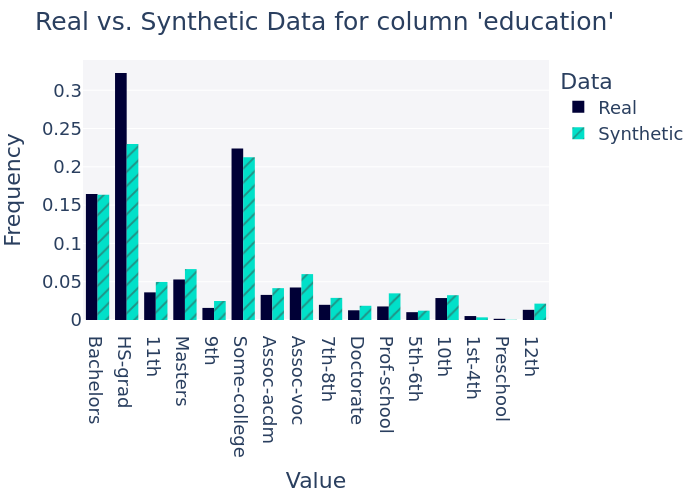 Real vs. Synthetic Data for column 'education'
Data
Real
Synthetic
Frequency
0.3
0.25
0.2
0.15
0.1
0.05
0
Bachelors
HS-grad
11th
Masters
9th
Some-college
Assoc-acdm
Assoc-voc
7th-8th
Doctorate
Prof-school
5th-6th
10th
1st-4th
Preschool
12th
Value